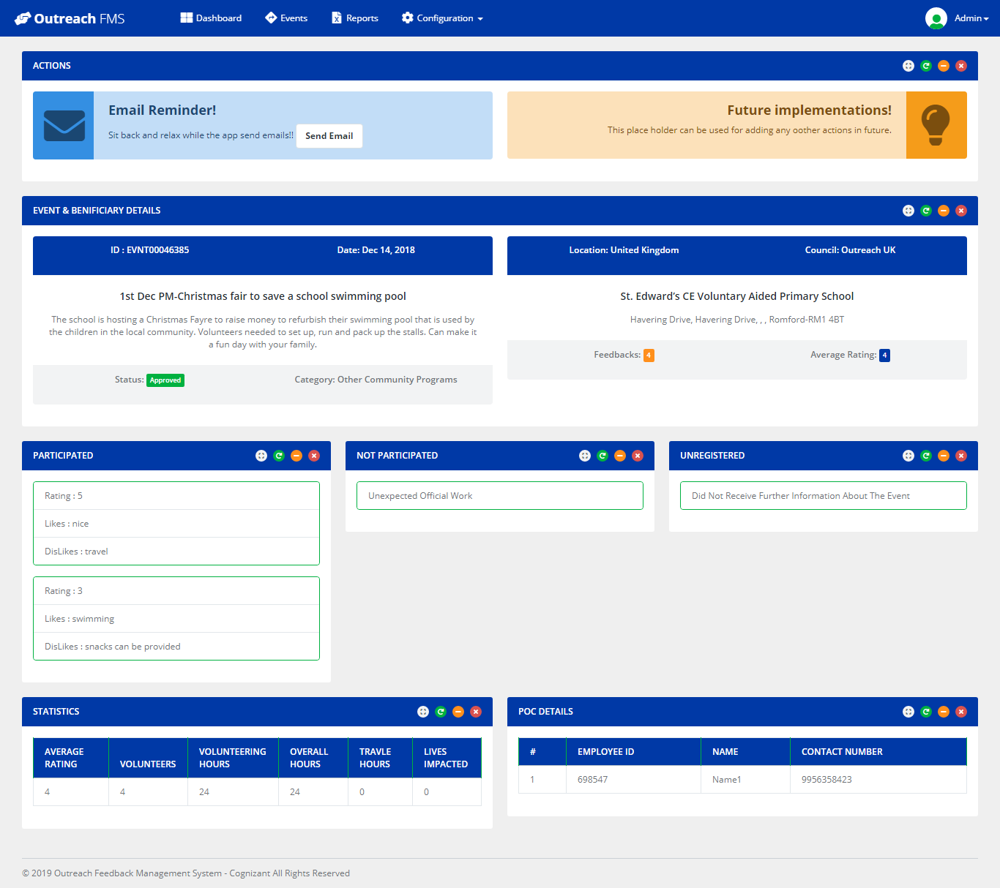 Outreach FMS
Dashboard
Events
Reports
Configuration
Admin
ACTIONS
Email Reminder!
Sit back and relax while the app send emails!! Send Email
Future implementations!
This place holder can be used for adding any oother actions in future.
EVENT & BENIFICIARY DETAILS
ID : EVNT00046385
Date: Dec 14, 2018
1st Dec PM-Christmas fair to save a school swimming pool
The school is hosting a Christmas Fayre to raise money to refurbish their swimming pool that is used by
the children in the local community. Volunteers needed to set up, run and pack up the stalls. Can make it
a fun day with your family.
Status: Approved
Category: Other Community Programs
Location: United Kingdom
Council: Outreach UK
St. Edward’s CE Voluntary Aided Primary School
Havering Drive, Havering Drive, , , Romford-RM1 4BT
Feedbacks: 4
Average Rating: 4
PARTICIPATED
Rating : 5
Likes : nice
DisLikes : travel
Rating : 3
Likes : swimming
DisLikes : snacks can be provided
NOT PARTICIPATED
Unexpected Official Work
UNREGISTERED
Did Not Receive Further Information About The Event
STATISTICS
AVERAGE RATING
VOLUNTEERS
VOLUNTEERING HOURS
OVERALL HOURS
TRAVLE HOURS
LIVES IMPACTED
4 4 24 24 0 0
POC DETAILS
# EMPLOYEE ID NAME CONTACT NUMBER
1 698547 Name1 9956358423
© 2019 Outreach Feedback Management System - Cognizant All Rights Reserved